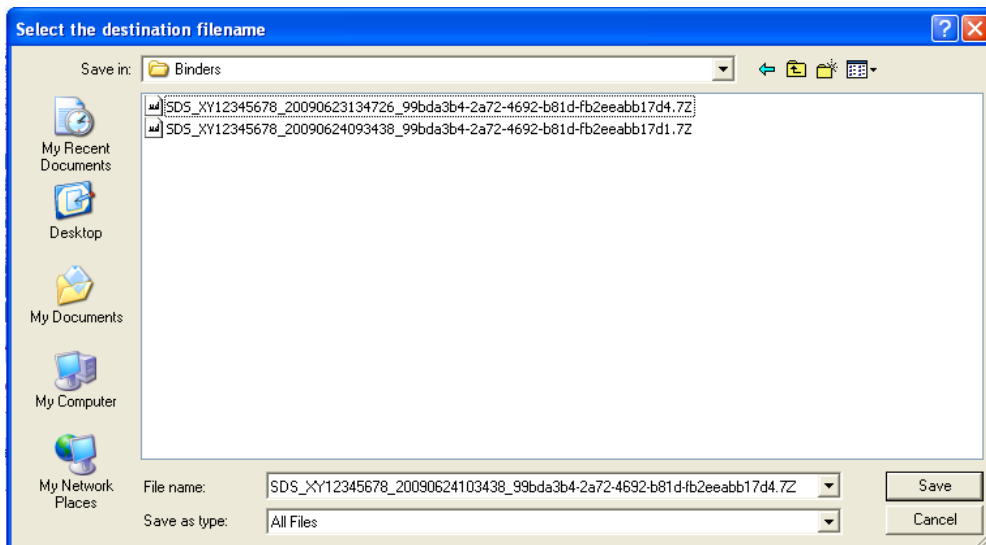 Select the destination filename
Save in: Binders
SDS_XY12345678_20090623134726_99bda3b4-2a72-4692-b81d-fb2eeabb17d4.7Z
SDS_XY12345678_20090624093438_99bda3b4-2a72-4692-b81d-fb2eeabb17d1.7Z
My Recent
Documents
Desktop
My Documents
My Computer
My Network
Places
File name: SDS_XY12345678_20090624103438_99bda3b4-2a72-4692-b81d-fb2eeabb17d4.7Z
Save
Save as type: All Files
Cancel